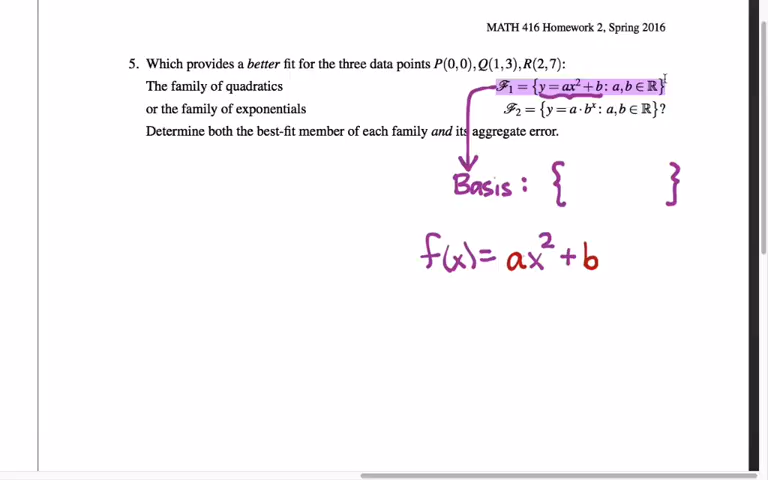 MATH 416 Homework 2, Spring 2016
5. Which provides a better fit for the three data points P(0,0), Q(1,3), R(2,7):
The family of quadratics ℱ₁ = {y = ax² + b: a, b ∈ ℝ}
or the family of exponentials ℱ₂ = {y = a · bˣ: a, b ∈ ℝ}?
Determine both the best-fit member of each family and its aggregate error.
Basis : { }
f(x) = ax² + b